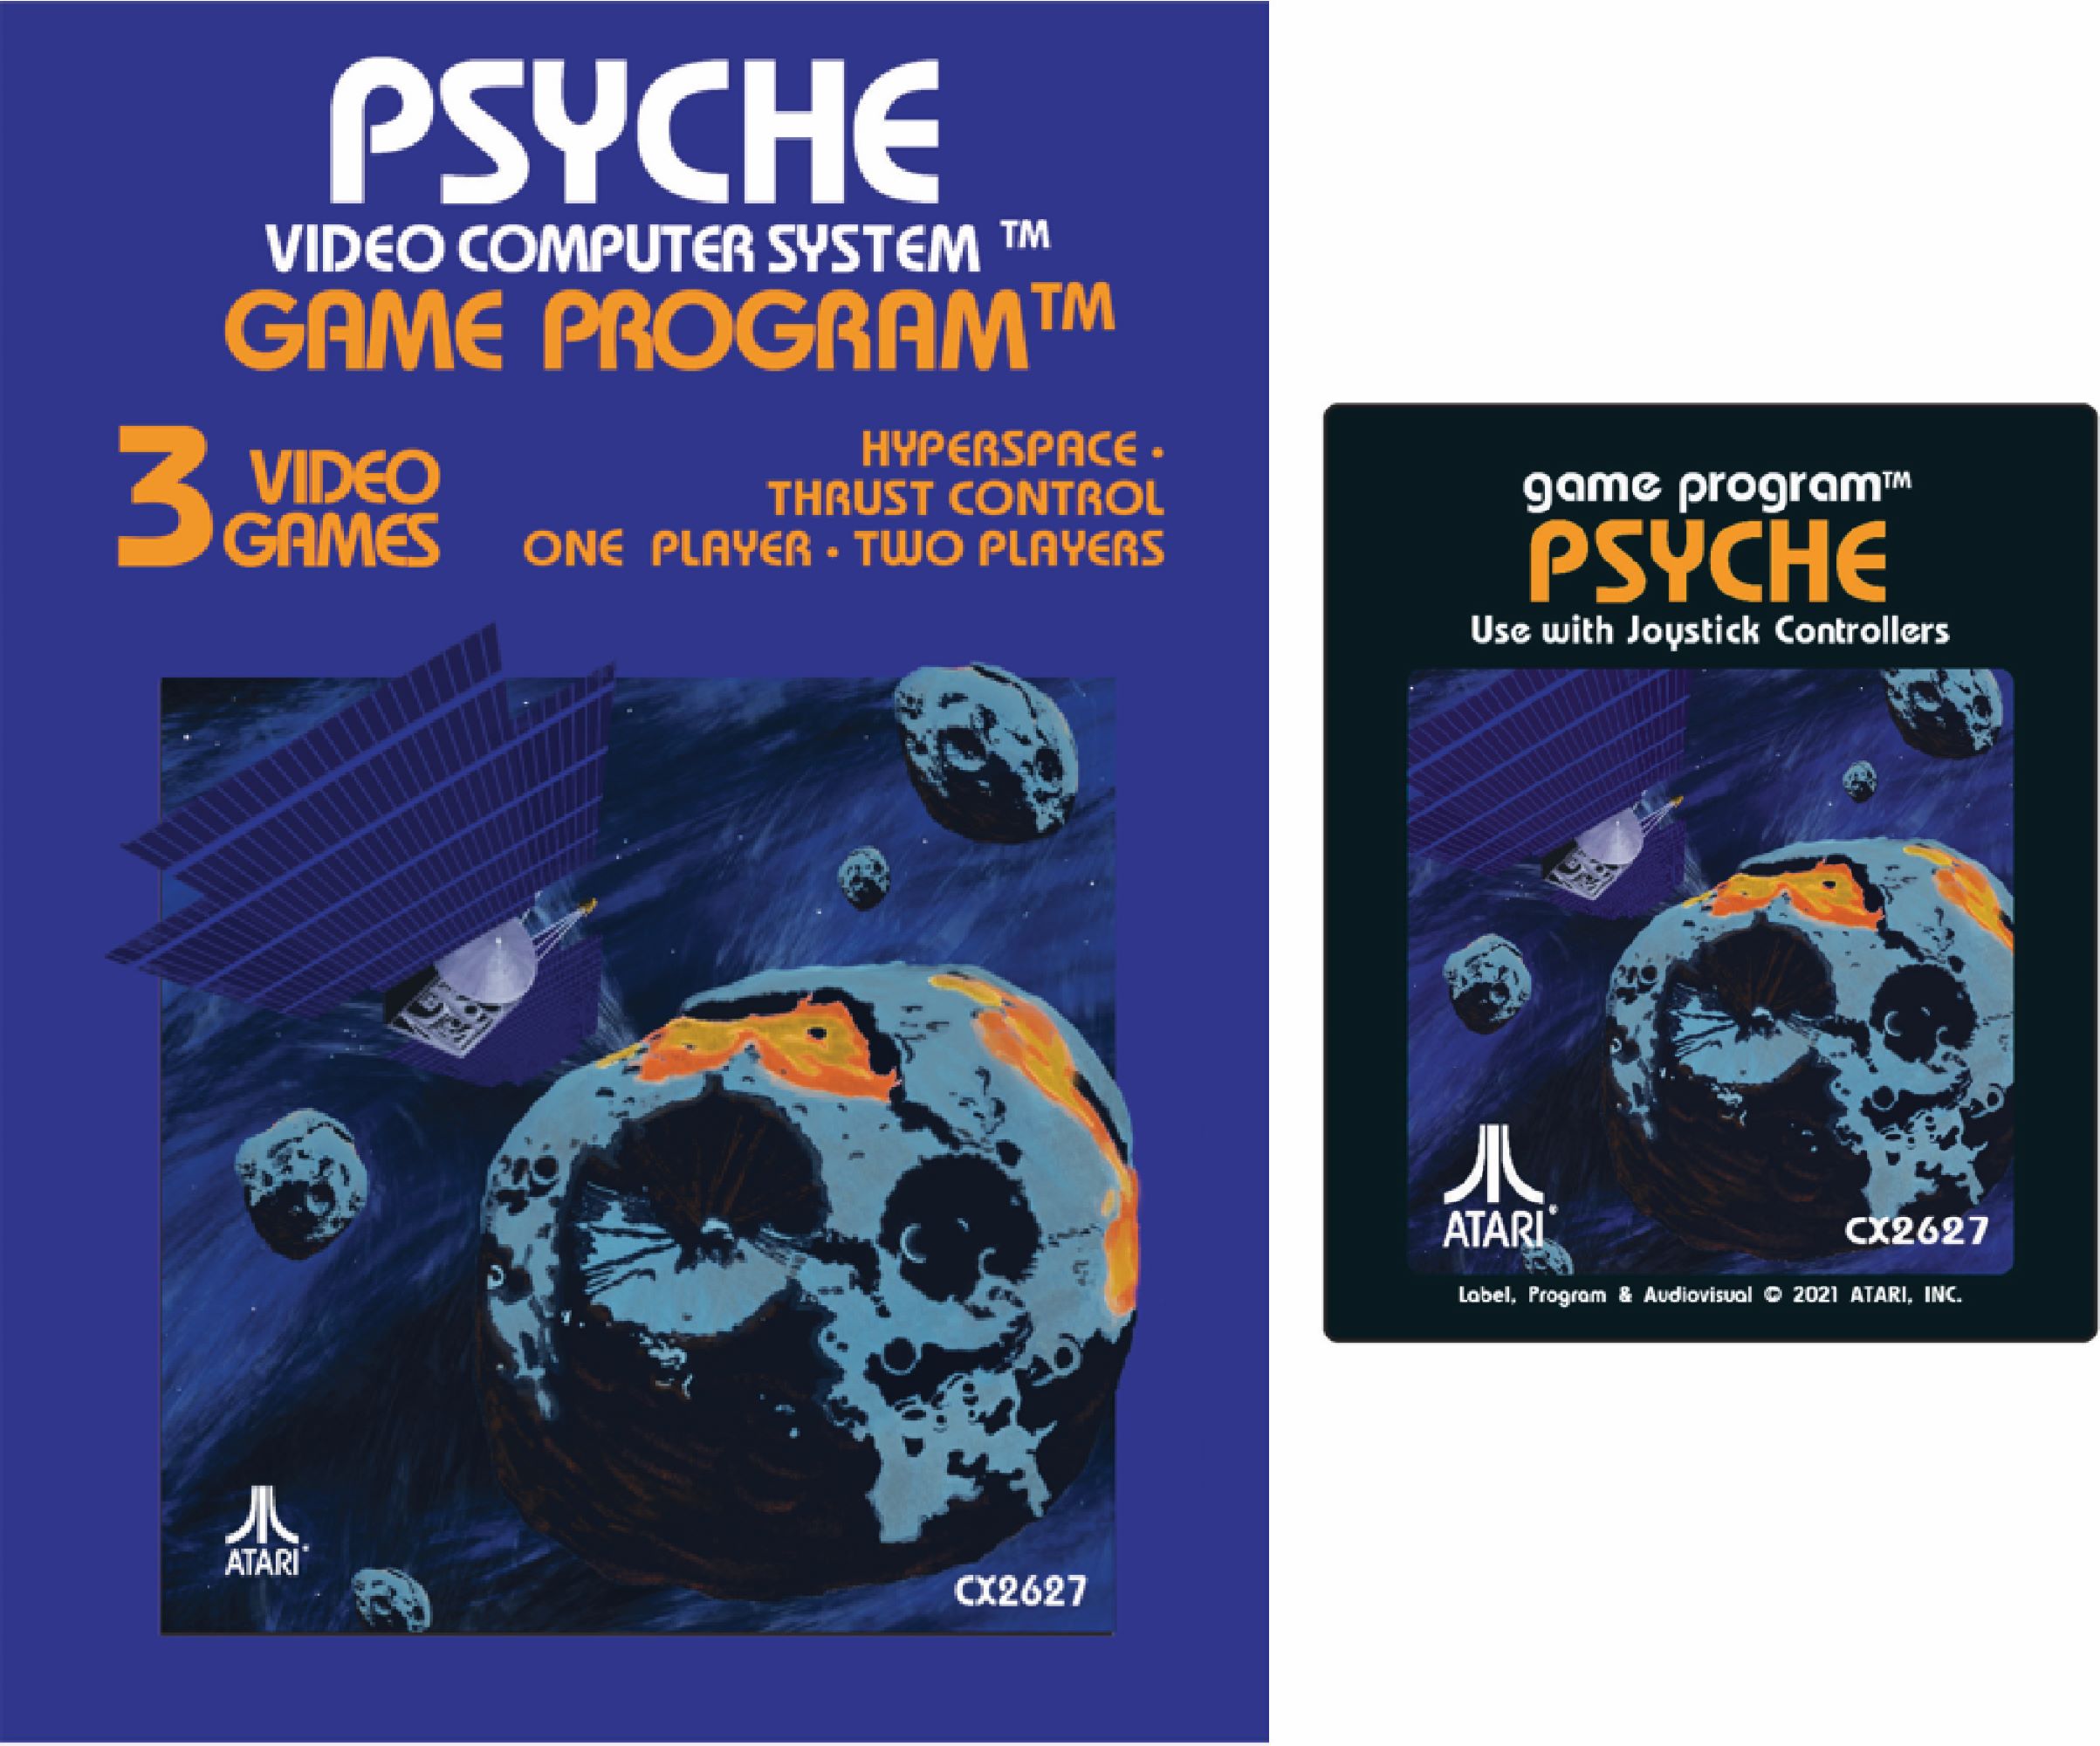 PSYCHE
VIDEO COMPUTER SYSTEM ™
GAME PROGRAM™
3 VIDEO GAMES
HYPERSPACE •
THRUST CONTROL
ONE PLAYER • TWO PLAYERS
ATARI®
CX2627
game program™
PSYCHE
Use with Joystick Controllers
ATARI®
CX2627
Label, Program & Audiovisual © 2021 ATARI, INC.